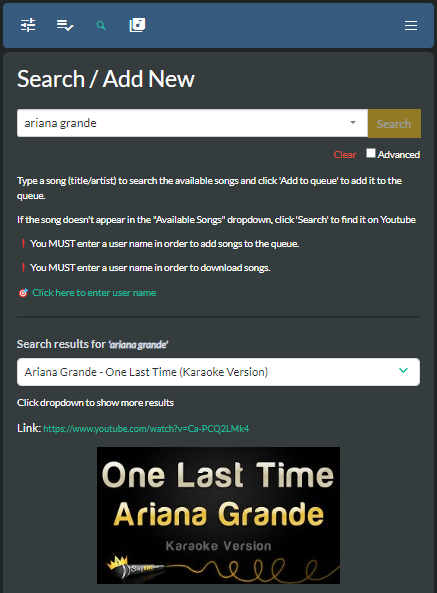 Search / Add New
ariana grande
Search
Clear
Advanced
Type a song (title/artist) to search the available songs and click 'Add to queue' to add it to the
queue.
If the song doesn't appear in the "Available Songs" dropdown, click 'Search' to find it on Youtube
❗ You MUST enter a user name in order to add songs to the queue.
❗ You MUST enter a user name in order to download songs.
🎯 Click here to enter user name
Search results for 'ariana grande'
Ariana Grande - One Last Time (Karaoke Version)
Click dropdown to show more results
Link: https://www.youtube.com/watch?v=Ca-PCQ2LMk4
One Last Time
Ariana Grande
Karaoke Version